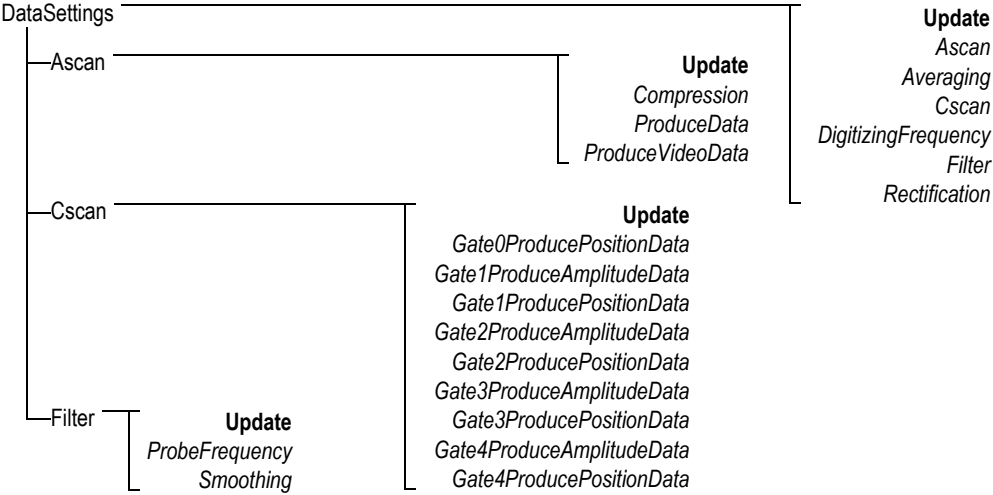 DataSettings
Update
Ascan
Averaging
Cscan
DigitizingFrequency
Filter
Rectification
Ascan
Update
Compression
ProduceData
ProduceVideoData
Cscan
Update
Gate0ProducePositionData
Gate1ProduceAmplitudeData
Gate1ProducePositionData
Gate2ProduceAmplitudeData
Gate2ProducePositionData
Gate3ProduceAmplitudeData
Gate3ProducePositionData
Gate4ProduceAmplitudeData
Gate4ProducePositionData
Filter
Update
ProbeFrequency
Smoothing